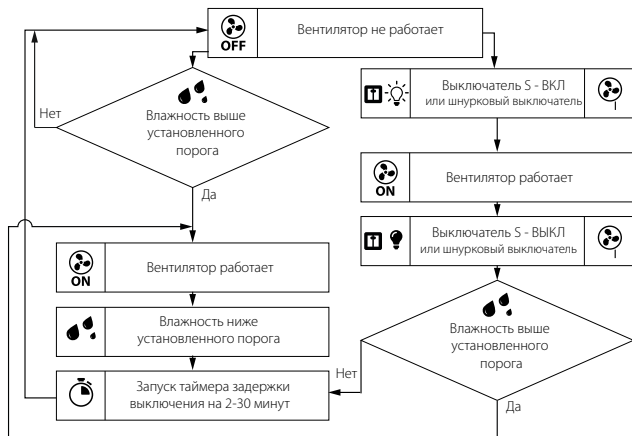 OFF
Вентилятор не работает
Нет
Влажность выше
установленного
порога
Да
Выключатель S - ВКЛ
или шнурковый выключатель
ON
Вентилятор работает
Выключатель S - ВЫКЛ
или шнурковый выключатель
ON
Вентилятор работает
Влажность ниже
установленного порога
Запуск таймера задержки
выключения на 2-30 минут
Влажность выше
установленного
порога
Нет
Да